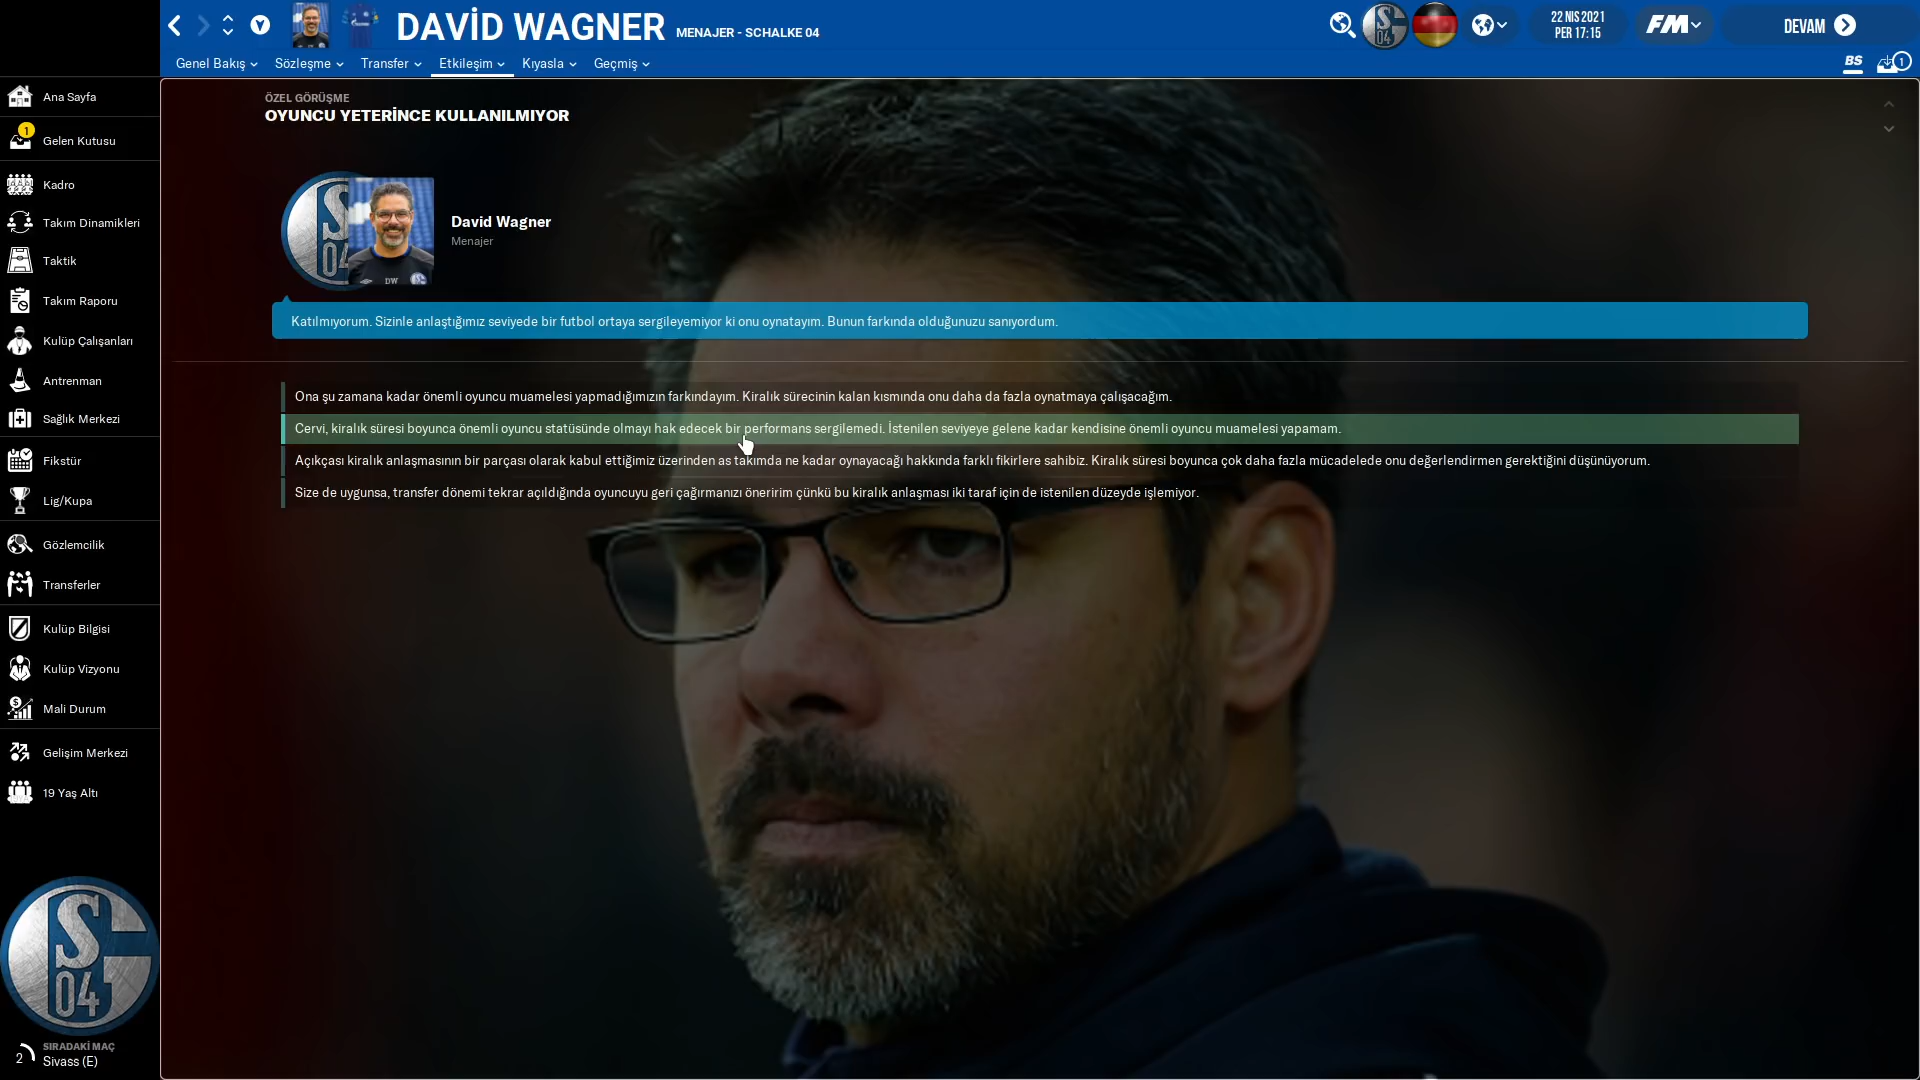 DAVİD WAGNER MENAJER - SCHALKE 04
22 NIS 2021
PER 17:15
FM
DEVAM
Genel Bakış Sözleşme Transfer Etkileşim Kıyasla Geçmiş
BS
1
Ana Sayfa
1
Gelen Kutusu
Kadro
Takım Dinamikleri
Taktik
Takım Raporu
Kulüp Çalışanları
Antrenman
Sağlık Merkezi
Fikstür
Lig/Kupa
Gözlemcilik
Transferler
Kulüp Bilgisi
Kulüp Vizyonu
Mali Durum
Gelişim Merkezi
19 Yaş Altı
S
04
2
SIRADAKİ MAÇ
Sivass (E)
ÖZEL GÖRÜŞME
OYUNCU YETERİNCE KULLANILMIYOR
David Wagner
Menajer
DW
Katılmıyorum. Sizinle anlaştığımız seviyede bir futbol ortaya sergileyemiyor ki onu oynatayım. Bunun farkında olduğunuzu sanıyordum.
Ona şu zamana kadar önemli oyuncu muamelesi yapmadığımızın farkındayım. Kiralık sürecinin kalan kısmında onu daha da fazla oynatmaya çalışacağım.
Cervi, kiralık süresi boyunca önemli oyuncu statüsünde olmayı hak edecek bir performans sergilemedi. İstenilen seviyeye gelene kadar kendisine önemli oyuncu muamelesi yapamam.
Açıkçası kiralık anlaşmasının bir parçası olarak kabul ettiğimiz üzerinden as takımda ne kadar oynayacağı hakkında farklı fikirlere sahibiz. Kiralık süresi boyunca çok daha fazla mücadelede onu değerlendirmen gerektiğini düşünüyorum.
Size de uygunsa, transfer dönemi tekrar açıldığında oyuncuyu geri çağırmanızı öneririm çünkü bu kiralık anlaşması iki taraf için de istenilen düzeyde işlemiyor.